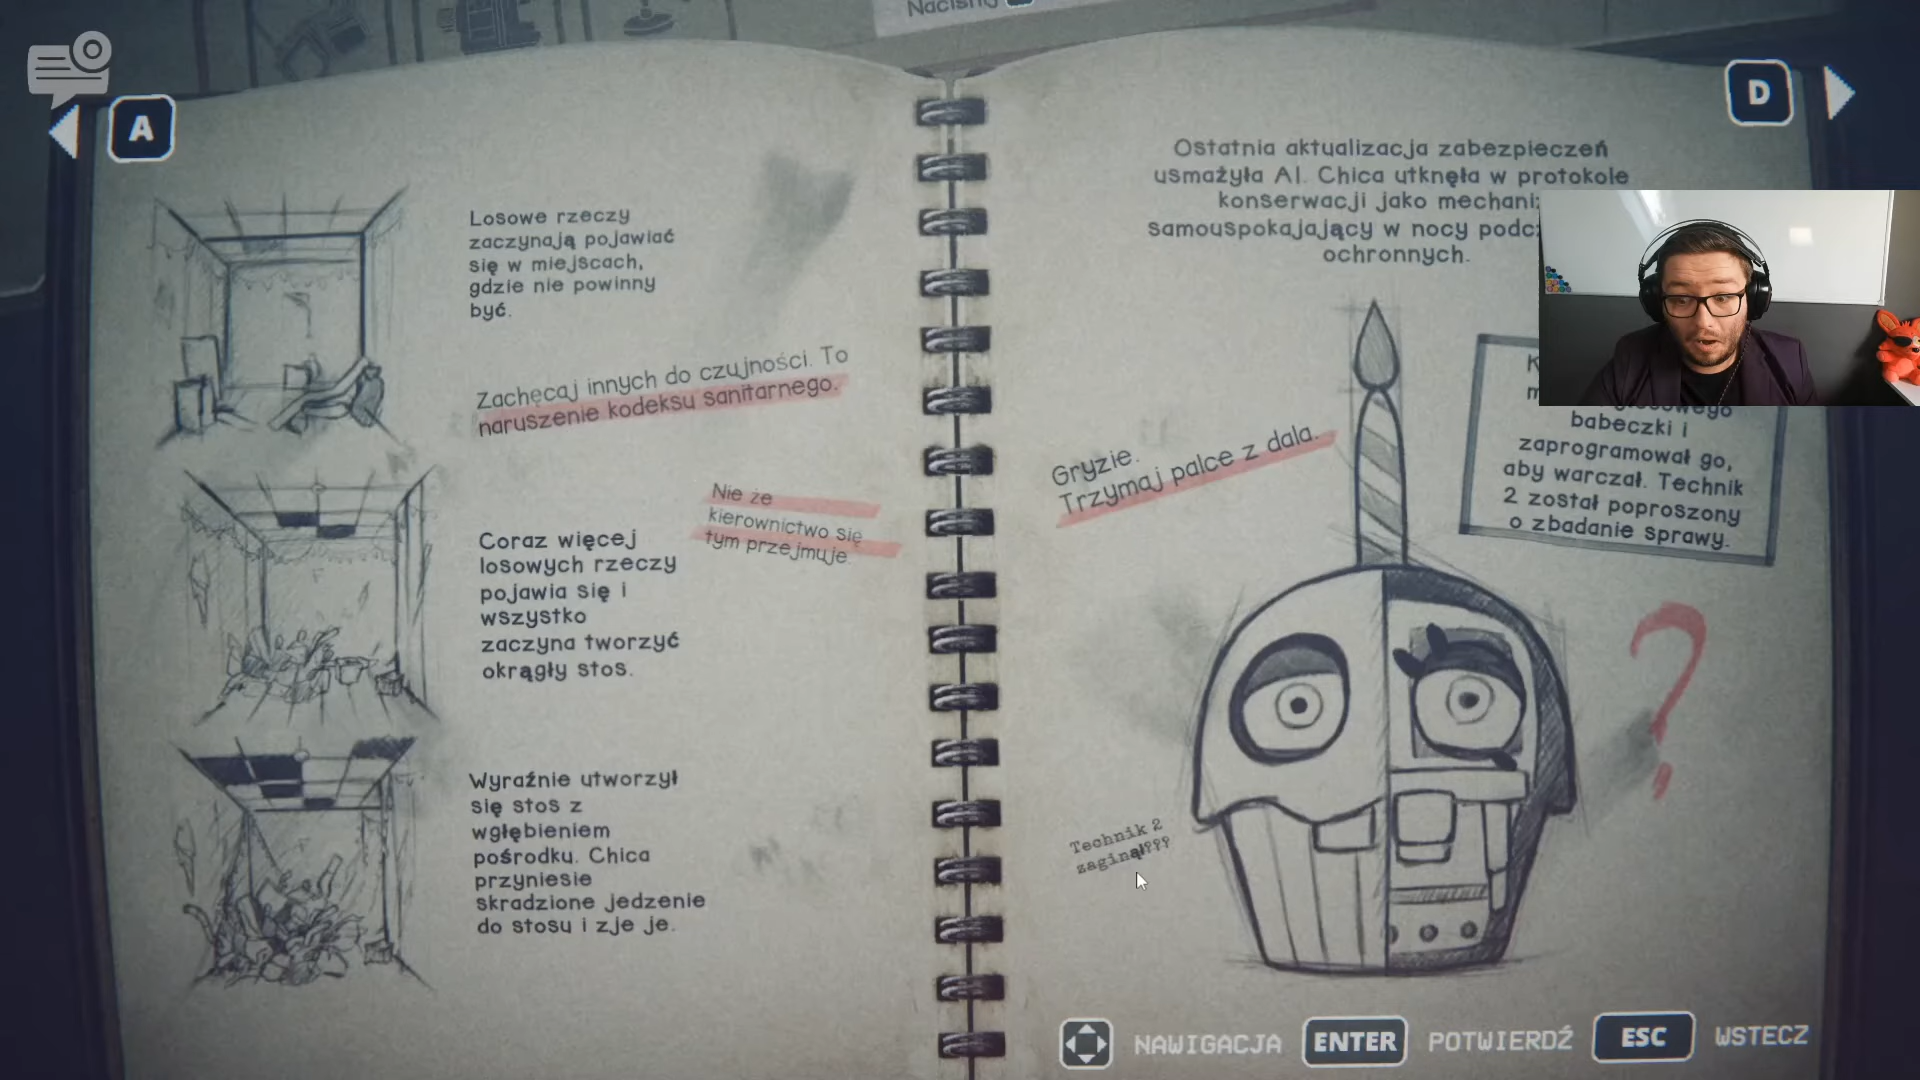 Naciśnij
A
D
Losowe rzeczy
zaczynają pojawiać
się w miejscach,
gdzie nie powinny
być.
Zachęcaj innych do czujności. To
naruszenie kodeksu sanitarnego.
Nie że
kierownictwo się
tym przejmuje.
Coraz więcej
losowych rzeczy
pojawia się i
wszystko
zaczyna tworzyć
okrągły stos.
Wyraźnie utworzył
się stos z
wgłębieniem
pośrodku. Chica
przyniesie
skradzione jedzenie
do stosu i zje je.
Ostatnia aktualizacja zabezpieczeń
usmażyła AI. Chica utknęła w protokole
konserwacji jako
samouspokajający w nocy
ochronnych.
Gryzie.
Trzymaj palce z dala.
babeczki i
zaprogramował go,
aby warczał. Technik
2 został poproszony
o zbadanie sprawy.
?
Technik 2
zaginął???
NAWIGACJA ENTER POTWIERDŹ ESC WSTECZ